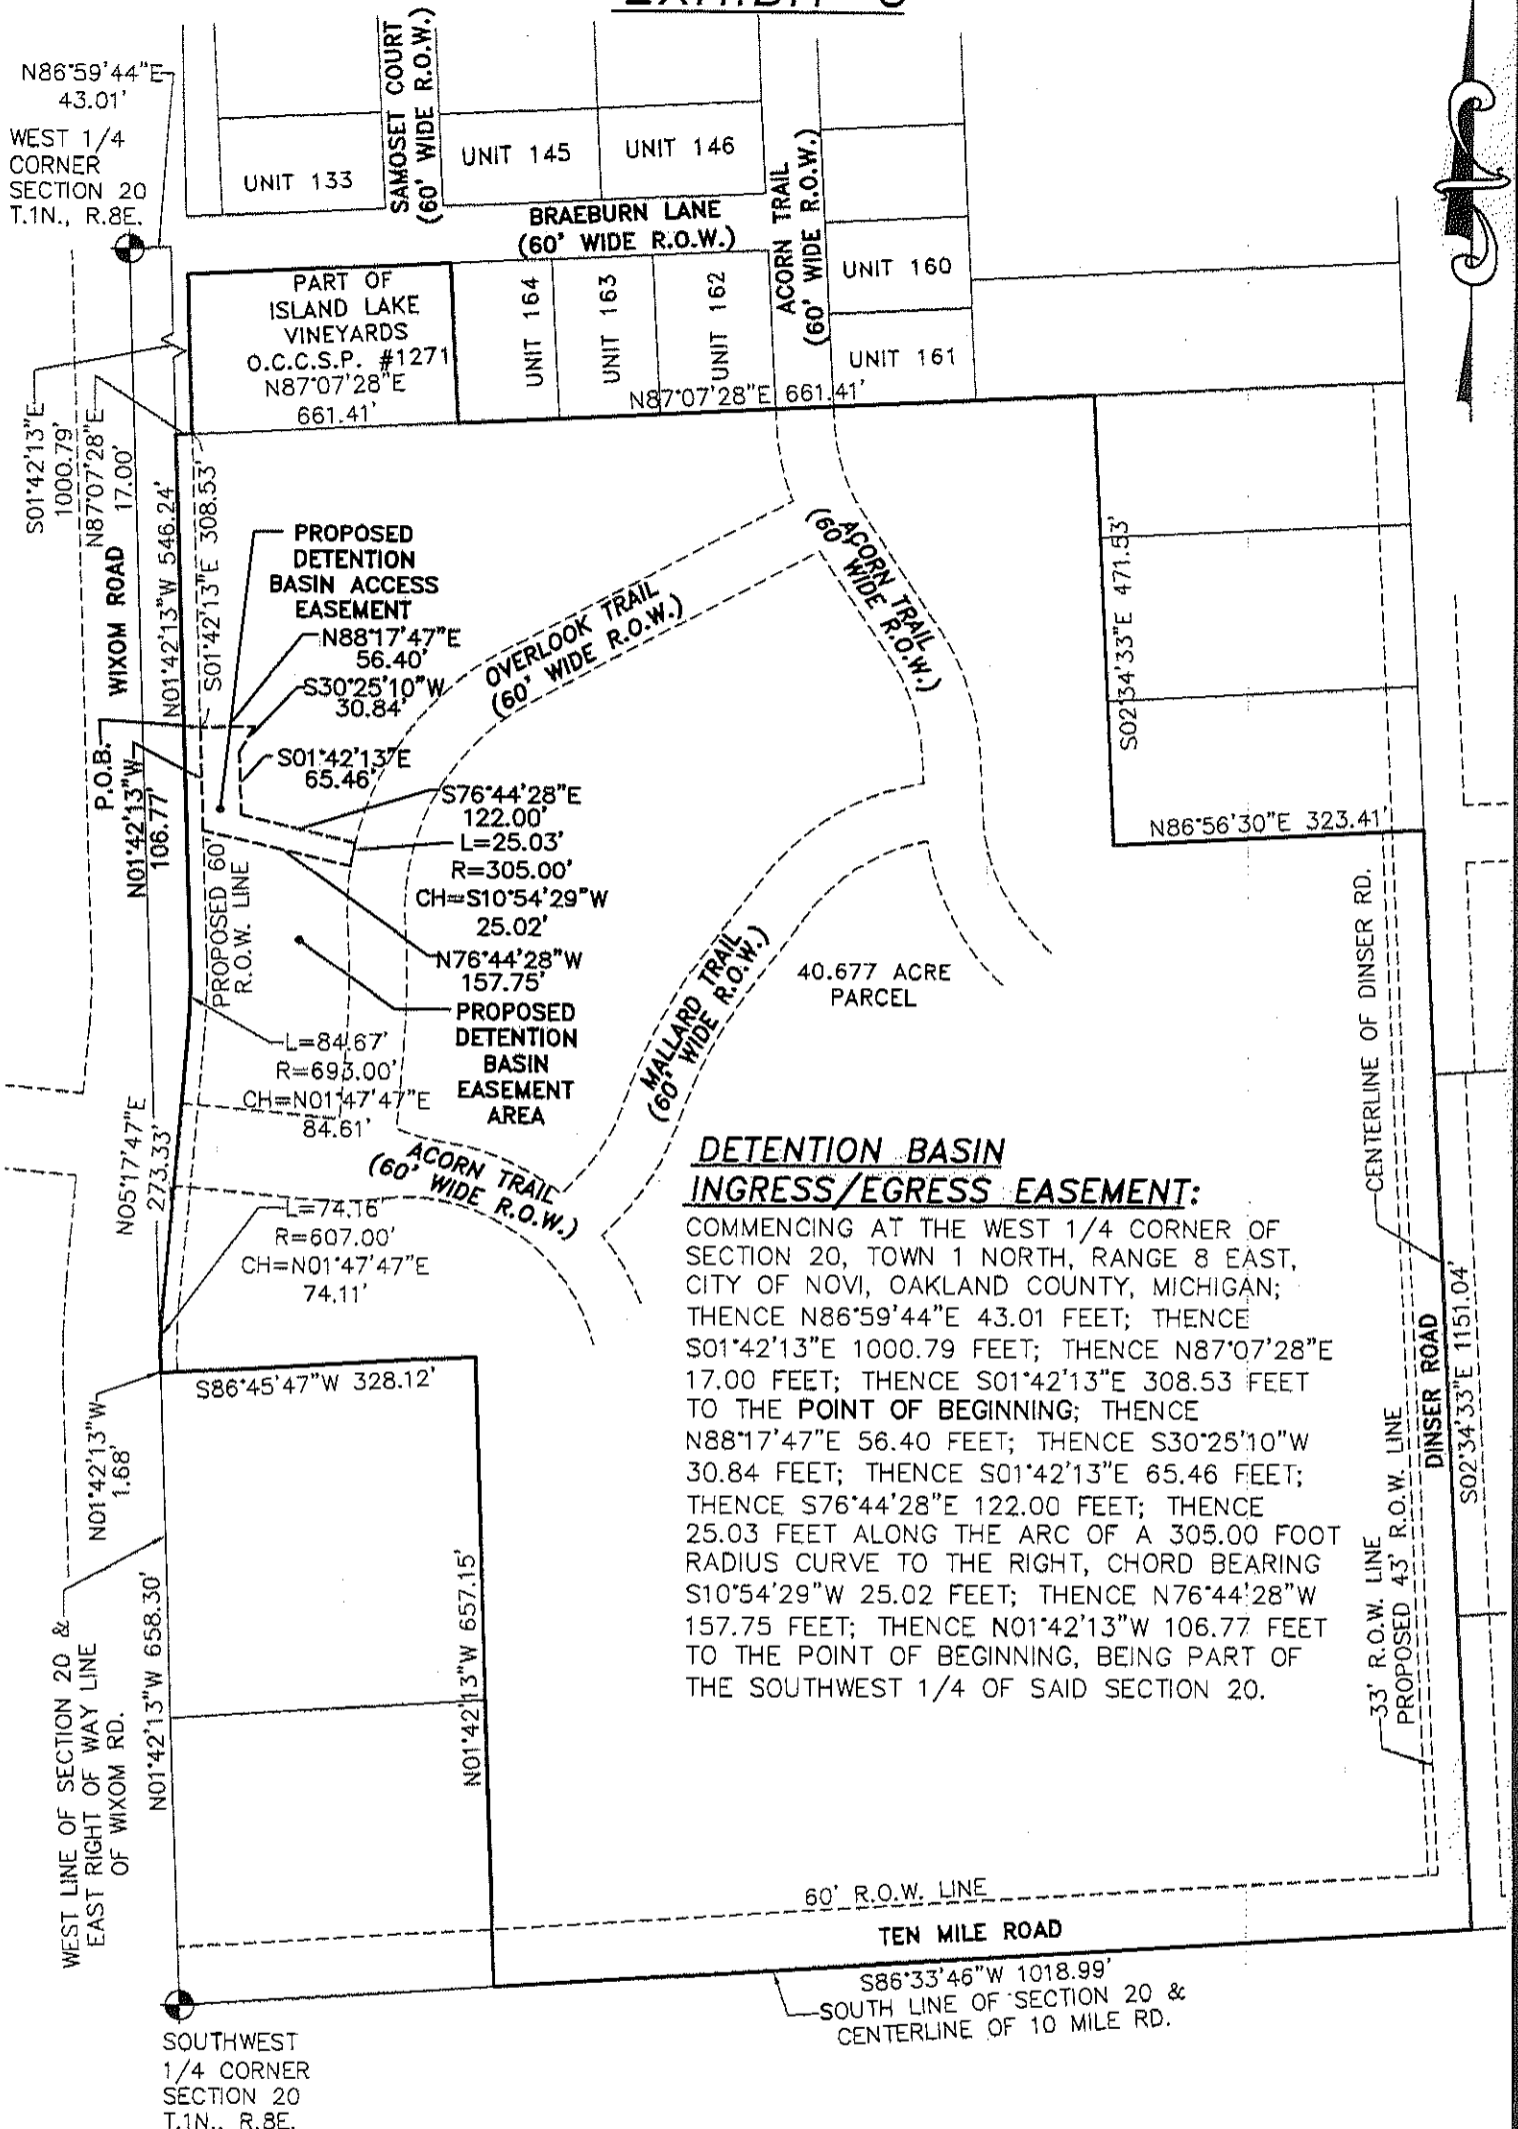 N86°59'44"E
43.01'
WEST 1/4
CORNER
SECTION 20
T.1N., R.8E.
SAMOSET COURT
(60' WIDE R.O.W.)
UNIT 133
UNIT 145
UNIT 146
BRAEBURN LANE
(60' WIDE R.O.W.)
ACORN TRAIL
(60' WIDE R.O.W.)
UNIT 160
UNIT 161
UNIT 164
UNIT 163
UNIT 162
PART OF
ISLAND LAKE
VINEYARDS
O.C.C.S.P. #1271
N87°07'28"E
661.41'
N87°07'28"E 661.41'
S01°42'13"E
1000.79'
N87°07'28"E
17.00'
WIXOM ROAD
N01°42'13"W 546.24'
S01°42'13"E 308.53'
PROPOSED
DETENTION
BASIN ACCESS
EASEMENT
N88°17'47"E
56.40'
S30°25'10"W
30.84'
S01°42'13"E
65.46'
S76°44'28"E
122.00'
L=25.03'
R=305.00'
CH=S10°54'29"W
25.02'
N76°44'28"W
157.75'
PROPOSED
DETENTION
BASIN
EASEMENT
AREA
P.O.B.
N01°42'13"W
106.77'
PROPOSED 60'
R.O.W. LINE
OVERLOOK TRAIL
(60' WIDE R.O.W.)
ACORN TRAIL
(60' WIDE R.O.W.)
MALLARD TRAIL
(60' WIDE R.O.W.)
40.677 ACRE
PARCEL
S02°34'33"E 471.53'
N86°56'30"E 323.41'
CENTERLINE OF DINSER RD.
L=84.67'
R=693.00'
CH=N01°47'47"E
84.61'
N05°17'47"E
273.33'
ACORN TRAIL
(60' WIDE R.O.W.)
L=74.16'
R=607.00'
CH=N01°47'47"E
74.11'
S86°45'47"W 328.12'
N01°42'13"W
1.68'
DETENTION BASIN
INGRESS/EGRESS EASEMENT:
COMMENCING AT THE WEST 1/4 CORNER OF
SECTION 20, TOWN 1 NORTH, RANGE 8 EAST,
CITY OF NOVI, OAKLAND COUNTY, MICHIGAN;
THENCE N86°59'44"E 43.01 FEET; THENCE
S01°42'13"E 1000.79 FEET; THENCE N87°07'28"E
17.00 FEET; THENCE S01°42'13"E 308.53 FEET
TO THE POINT OF BEGINNING; THENCE
N88°17'47"E 56.40 FEET; THENCE S30°25'10"W
30.84 FEET; THENCE S01°42'13"E 65.46 FEET;
THENCE S76°44'28"E 122.00 FEET; THENCE
25.03 FEET ALONG THE ARC OF A 305.00 FOOT
RADIUS CURVE TO THE RIGHT, CHORD BEARING
S10°54'29"W 25.02 FEET; THENCE N76°44'28"W
157.75 FEET; THENCE N01°42'13"W 106.77 FEET
TO THE POINT OF BEGINNING, BEING PART OF
THE SOUTHWEST 1/4 OF SAID SECTION 20.
DINSER ROAD
S02°34'33"E 1151.04'
33' R.O.W. LINE
PROPOSED 43' R.O.W. LINE
WEST LINE OF SECTION 20 &
EAST RIGHT OF WAY LINE
OF WIXOM RD.
N01°42'13"W 658.30'
N01°42'13"W 657.15'
60' R.O.W. LINE
TEN MILE ROAD
S86°33'46"W 1018.99'
SOUTH LINE OF SECTION 20 &
CENTERLINE OF 10 MILE RD.
SOUTHWEST
1/4 CORNER
SECTION 20
T.1N., R.8E.